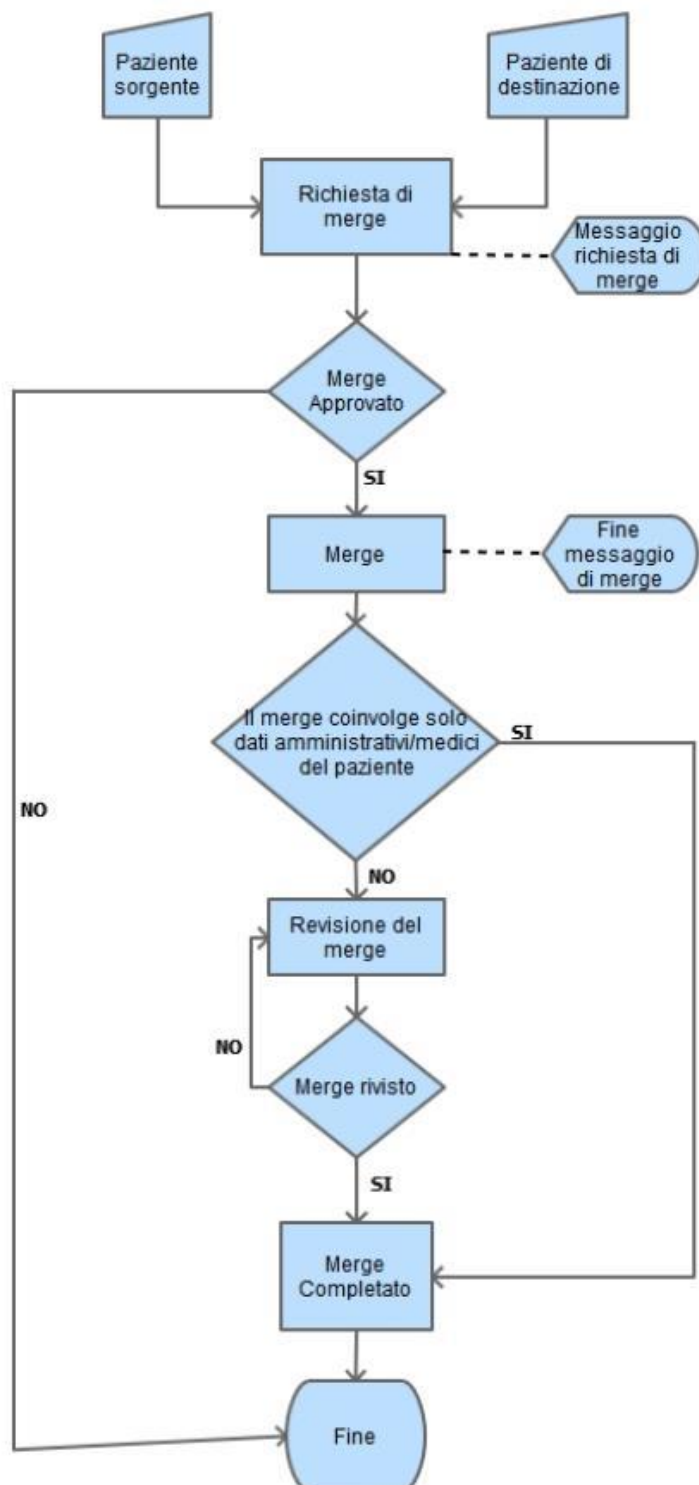 Paziente
sorgente
Paziente di
destinazione
Richiesta di
merge
Messaggio
richiesta di
merge
Merge
Approvato
SI
Merge
Fine
messaggio
di merge
Il merge coinvolge solo
dati amministrativi/medici
del paziente
SI
NO
NO
Revisione del
merge
NO
Merge rivisto
SI
Merge
Completato
Fine